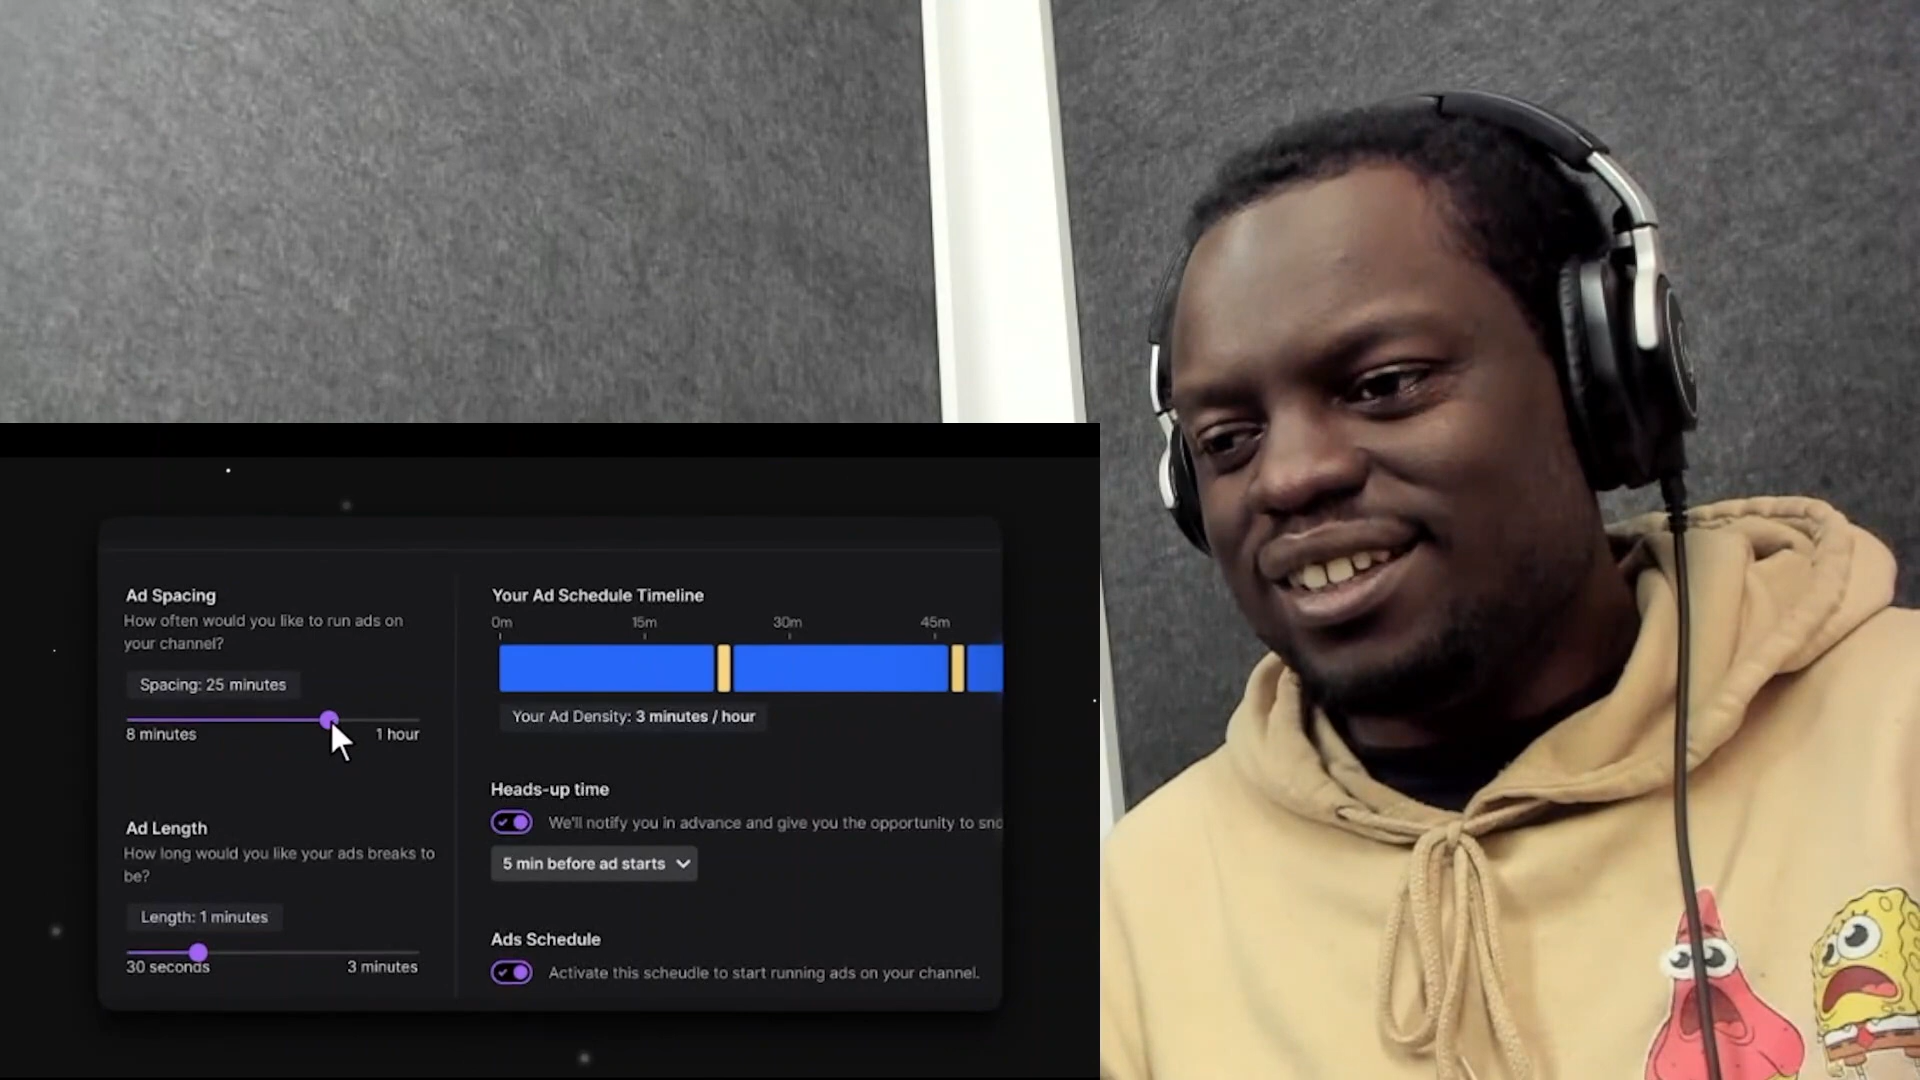 Ad Spacing
How often would you like to run ads on
your channel?
Spacing: 25 minutes
8 minutes
1 hour
Ad Length
How long would you like your ads breaks to
be?
Length: 1 minutes
30 seconds
3 minutes
Your Ad Schedule Timeline
0m 15m 30m 45m
Your Ad Density: 3 minutes / hour
Heads-up time
We'll notify you in advance and give you the opportunity to sno
5 min before ad starts
Ads Schedule
Activate this scheudle to start running ads on your channel.